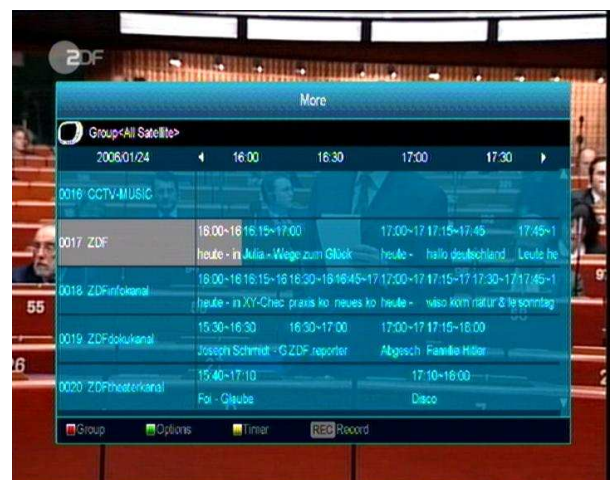 ZDF
More
Group<All Satellite>
2006/01/24 16:00 16:30 17:00 17:30
0016 CCTV-MUSIC
16:00~16 16:15~17:00 17:00~17 17:15~17:45 17:45~1
0017 ZDF
heute - in Julia - Wege zum Glück heute - hallo deutschland Leute he
16:00~16 16:15~16 16:30~16 16:45~17 17:00~17 17:15~17 17:30~17 17:45~1
0018 ZDFinfokanal
heute - in XY-Chec praxis ko neues ko heute - wiso kom natur & le sonntag
15:30~16:30 16:30~17:00 17:00~17 17:15~18:00
0019 ZDFdokukanal
Joseph Schmidt - G ZDF.reporter Abgesch Familie Hitler
15:40~17:10 17:10~18:00
0020 ZDFtheaterkanal
Foi - Glaube Disco
Group Options Timer REC Record
55